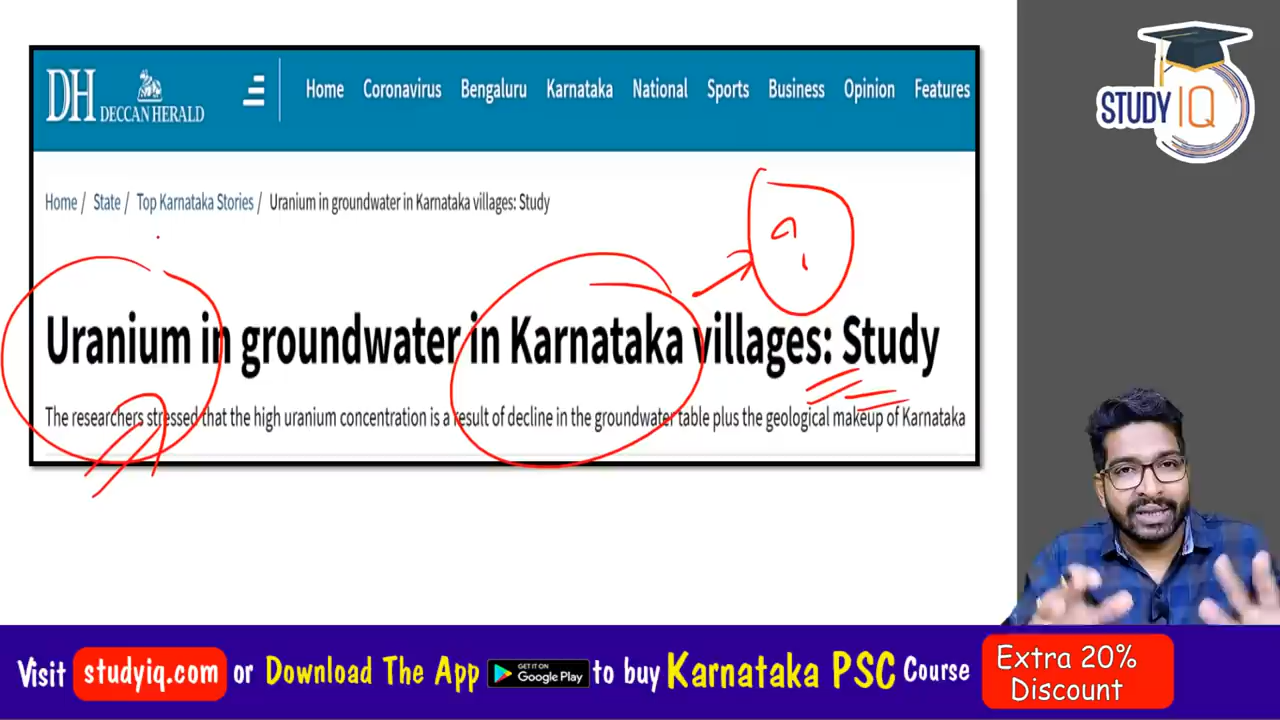 DH DECCAN HERALD
Home Coronavirus Bengaluru Karnataka National Sports Business Opinion Features
STUDY IQ
Home / State / Top Karnataka Stories / Uranium in groundwater in Karnataka villages: Study
Uranium in groundwater in Karnataka villages: Study
The researchers stressed that the high uranium concentration is a result of decline in the groundwater table plus the geological makeup of Karnataka
Visit studyiq.com or Download The App GET IT ON Google Play to buy Karnataka PSC Course
Extra 20%
Discount